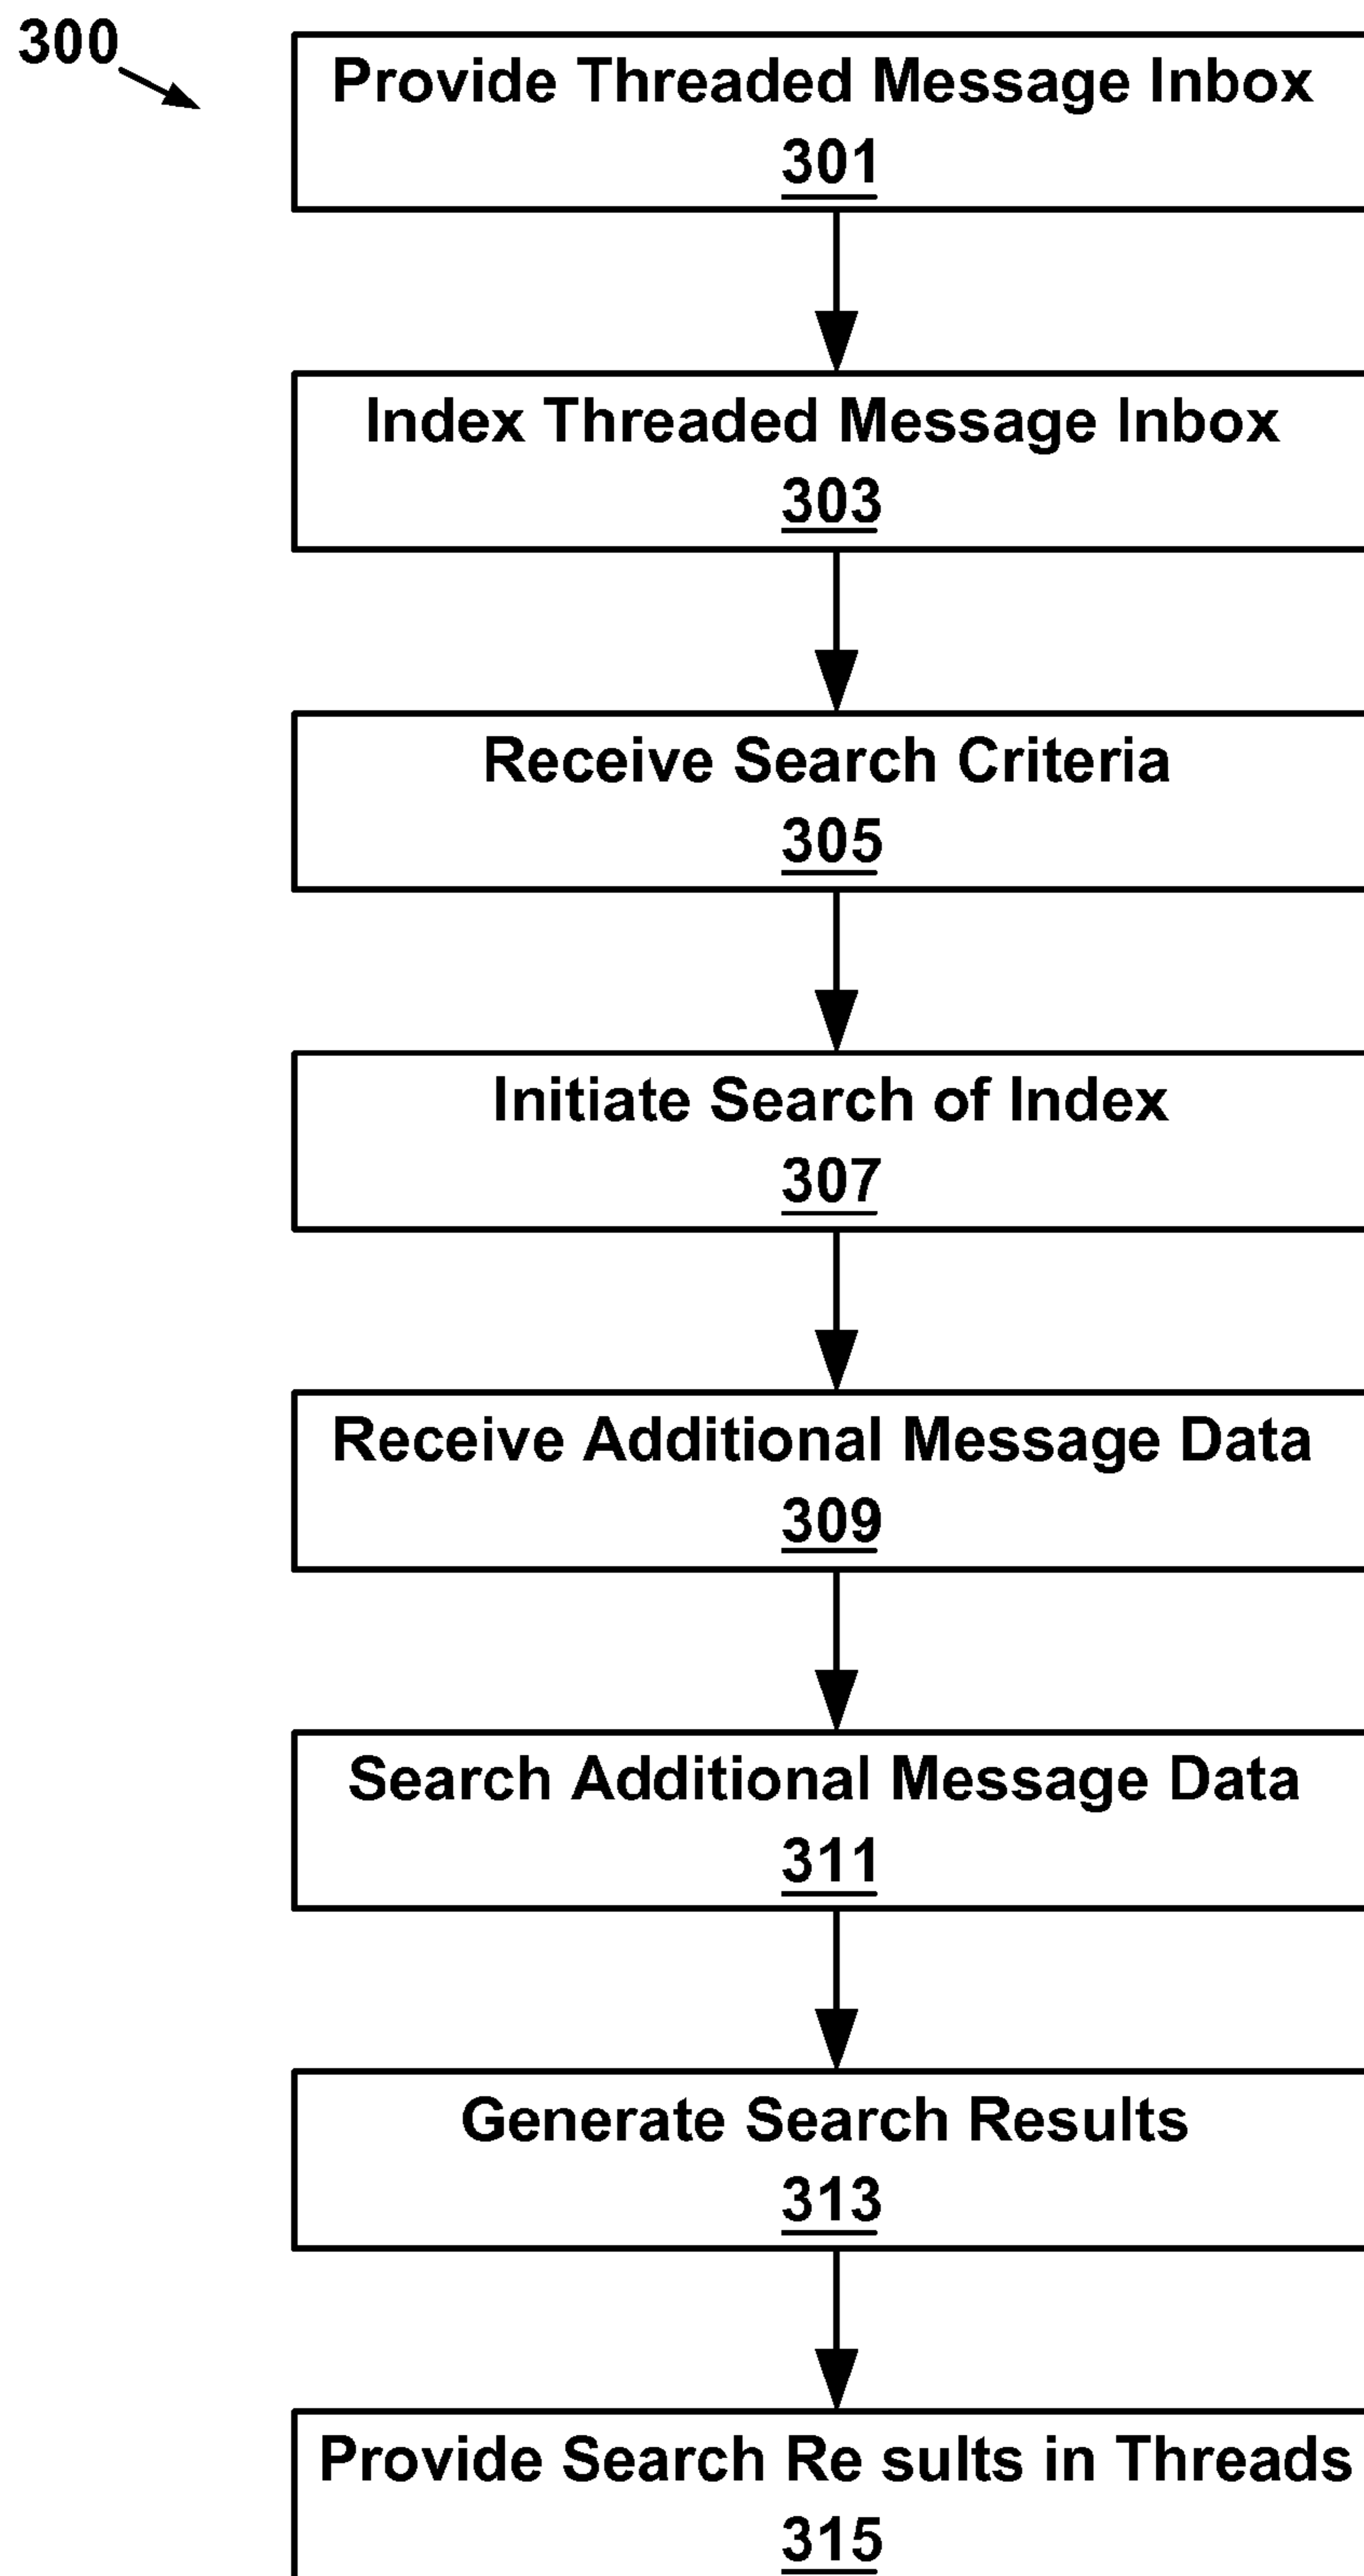 300
Provide Threaded Message Inbox
301
Index Threaded Message Inbox
303
Receive Search Criteria
305
Initiate Search of Index
307
Receive Additional Message Data
309
Search Additional Message Data
311
Generate Search Results
313
Provide Search Re sults in Threads
315